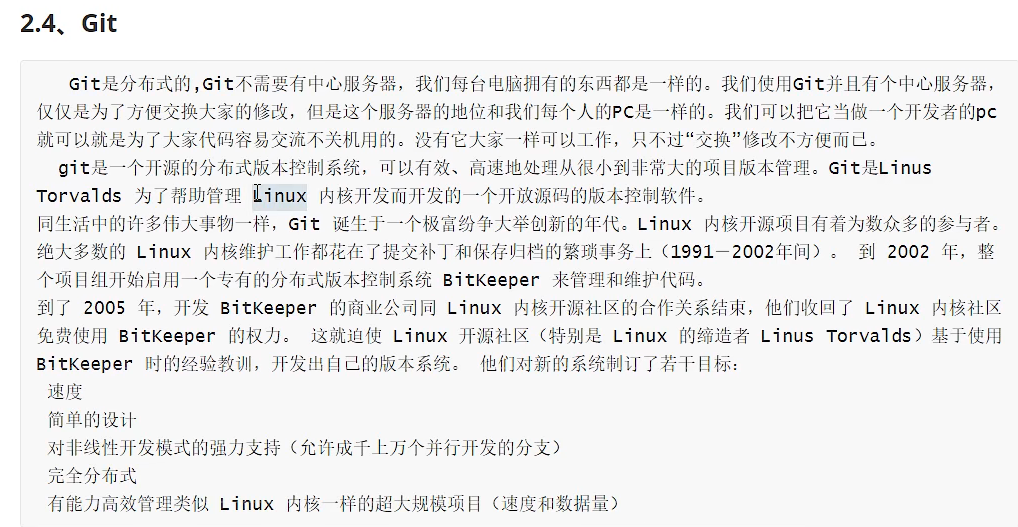 2.4、Git
Git是分布式的,Git不需要有中心服务器，我们每台电脑拥有的东西都是一样的。我们使用Git并且有个中心服务器，
仅仅是为了方便交换大家的修改，但是这个服务器的地位和我们每个人的PC是一样的。我们可以把它当做一个开发者的pc
就可以就是为了大家代码容易交流不关机用的。没有它大家一样可以工作，只不过“交换”修改不方便而已。
git是一个开源的分布式版本控制系统，可以有效、高速地处理从很小到非常大的项目版本管理。Git是Linus
Torvalds 为了帮助管理 Linux 内核开发而开发的一个开放源码的版本控制软件。
同生活中的许多伟大事物一样，Git 诞生于一个极富纷争大举创新的年代。Linux 内核开源项目有着为数众多的参与者。
绝大多数的 Linux 内核维护工作都花在了提交补丁和保存归档的繁琐事务上（1991－2002年间）。 到 2002 年，整
个项目组开始启用一个专有的分布式版本控制系统 BitKeeper 来管理和维护代码。
到了 2005 年，开发 BitKeeper 的商业公司同 Linux 内核开源社区的合作关系结束，他们收回了 Linux 内核社区
免费使用 BitKeeper 的权力。 这就迫使 Linux 开源社区（特别是 Linux 的缔造者 Linus Torvalds）基于使用
BitKeeper 时的经验教训，开发出自己的版本系统。 他们对新的系统制订了若干目标：
速度
简单的设计
对非线性开发模式的强力支持（允许成千上万个并行开发的分支）
完全分布式
有能力高效管理类似 Linux 内核一样的超大规模项目（速度和数据量）